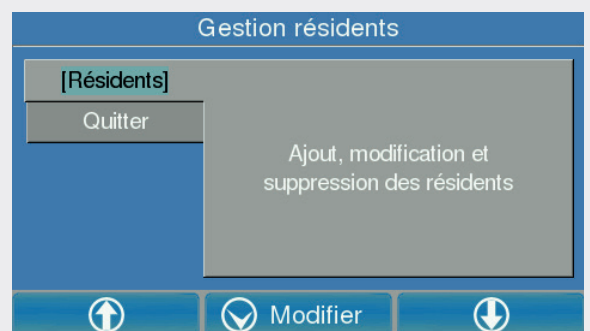 Gestion résidents
[Résidents]
Quitter
Ajout, modification et
suppression des résidents
Modifier